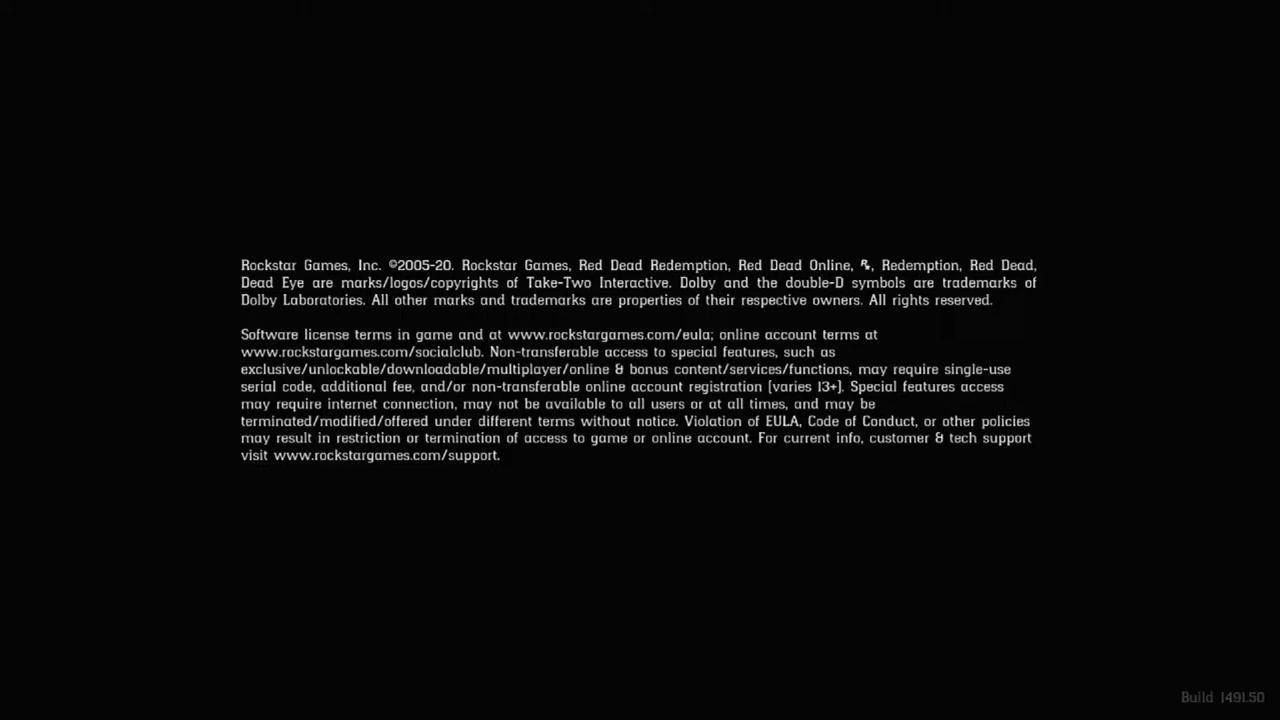 Rockstar Games, Inc. ©2005-20. Rockstar Games, Red Dead Redemption, Red Dead Online, R*, Redemption, Red Dead,
Dead Eye are marks/logos/copyrights of Take-Two Interactive. Dolby and the double-D symbols are trademarks of
Dolby Laboratories. All other marks and trademarks are properties of their respective owners. All rights reserved.
Software license terms in game and at www.rockstargames.com/eula; online account terms at
www.rockstargames.com/socialclub. Non-transferable access to special features, such as
exclusive/unlockable/downloadable/multiplayer/online & bonus content/services/functions, may require single-use
serial code, additional fee, and/or non-transferable online account registration (varies 13+). Special features access
may require internet connection, may not be available to all users or at all times, and may be
terminated/modified/offered under different terms without notice. Violation of EULA, Code of Conduct, or other policies
may result in restriction or termination of access to game or online account. For current info, customer & tech support
visit www.rockstargames.com/support.
Build 1491.50